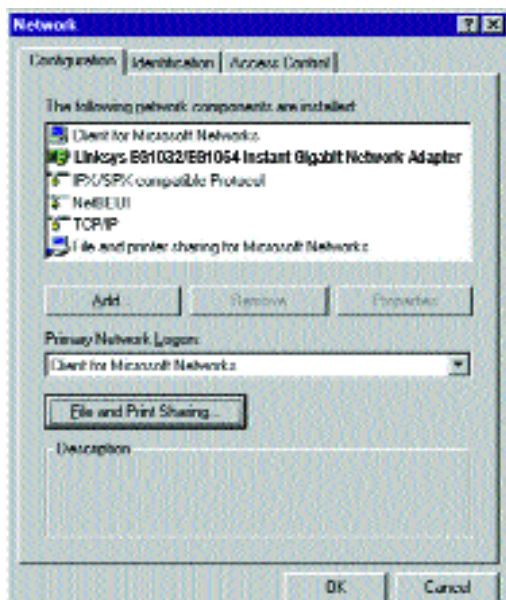 Network
Configuration Identification Access Control
The following network components are installed:
Client for Microsoft Networks
Linksys EG1032/EG1064 Instant Gigabit Network Adapter
IPX/SPX-compatible Protocol
NetBEUI
TCP/IP
File and printer sharing for Microsoft Networks
Add... Remove Properties
Primary Network Logon:
Client for Microsoft Networks
File and Print Sharing...
Description
OK Cancel